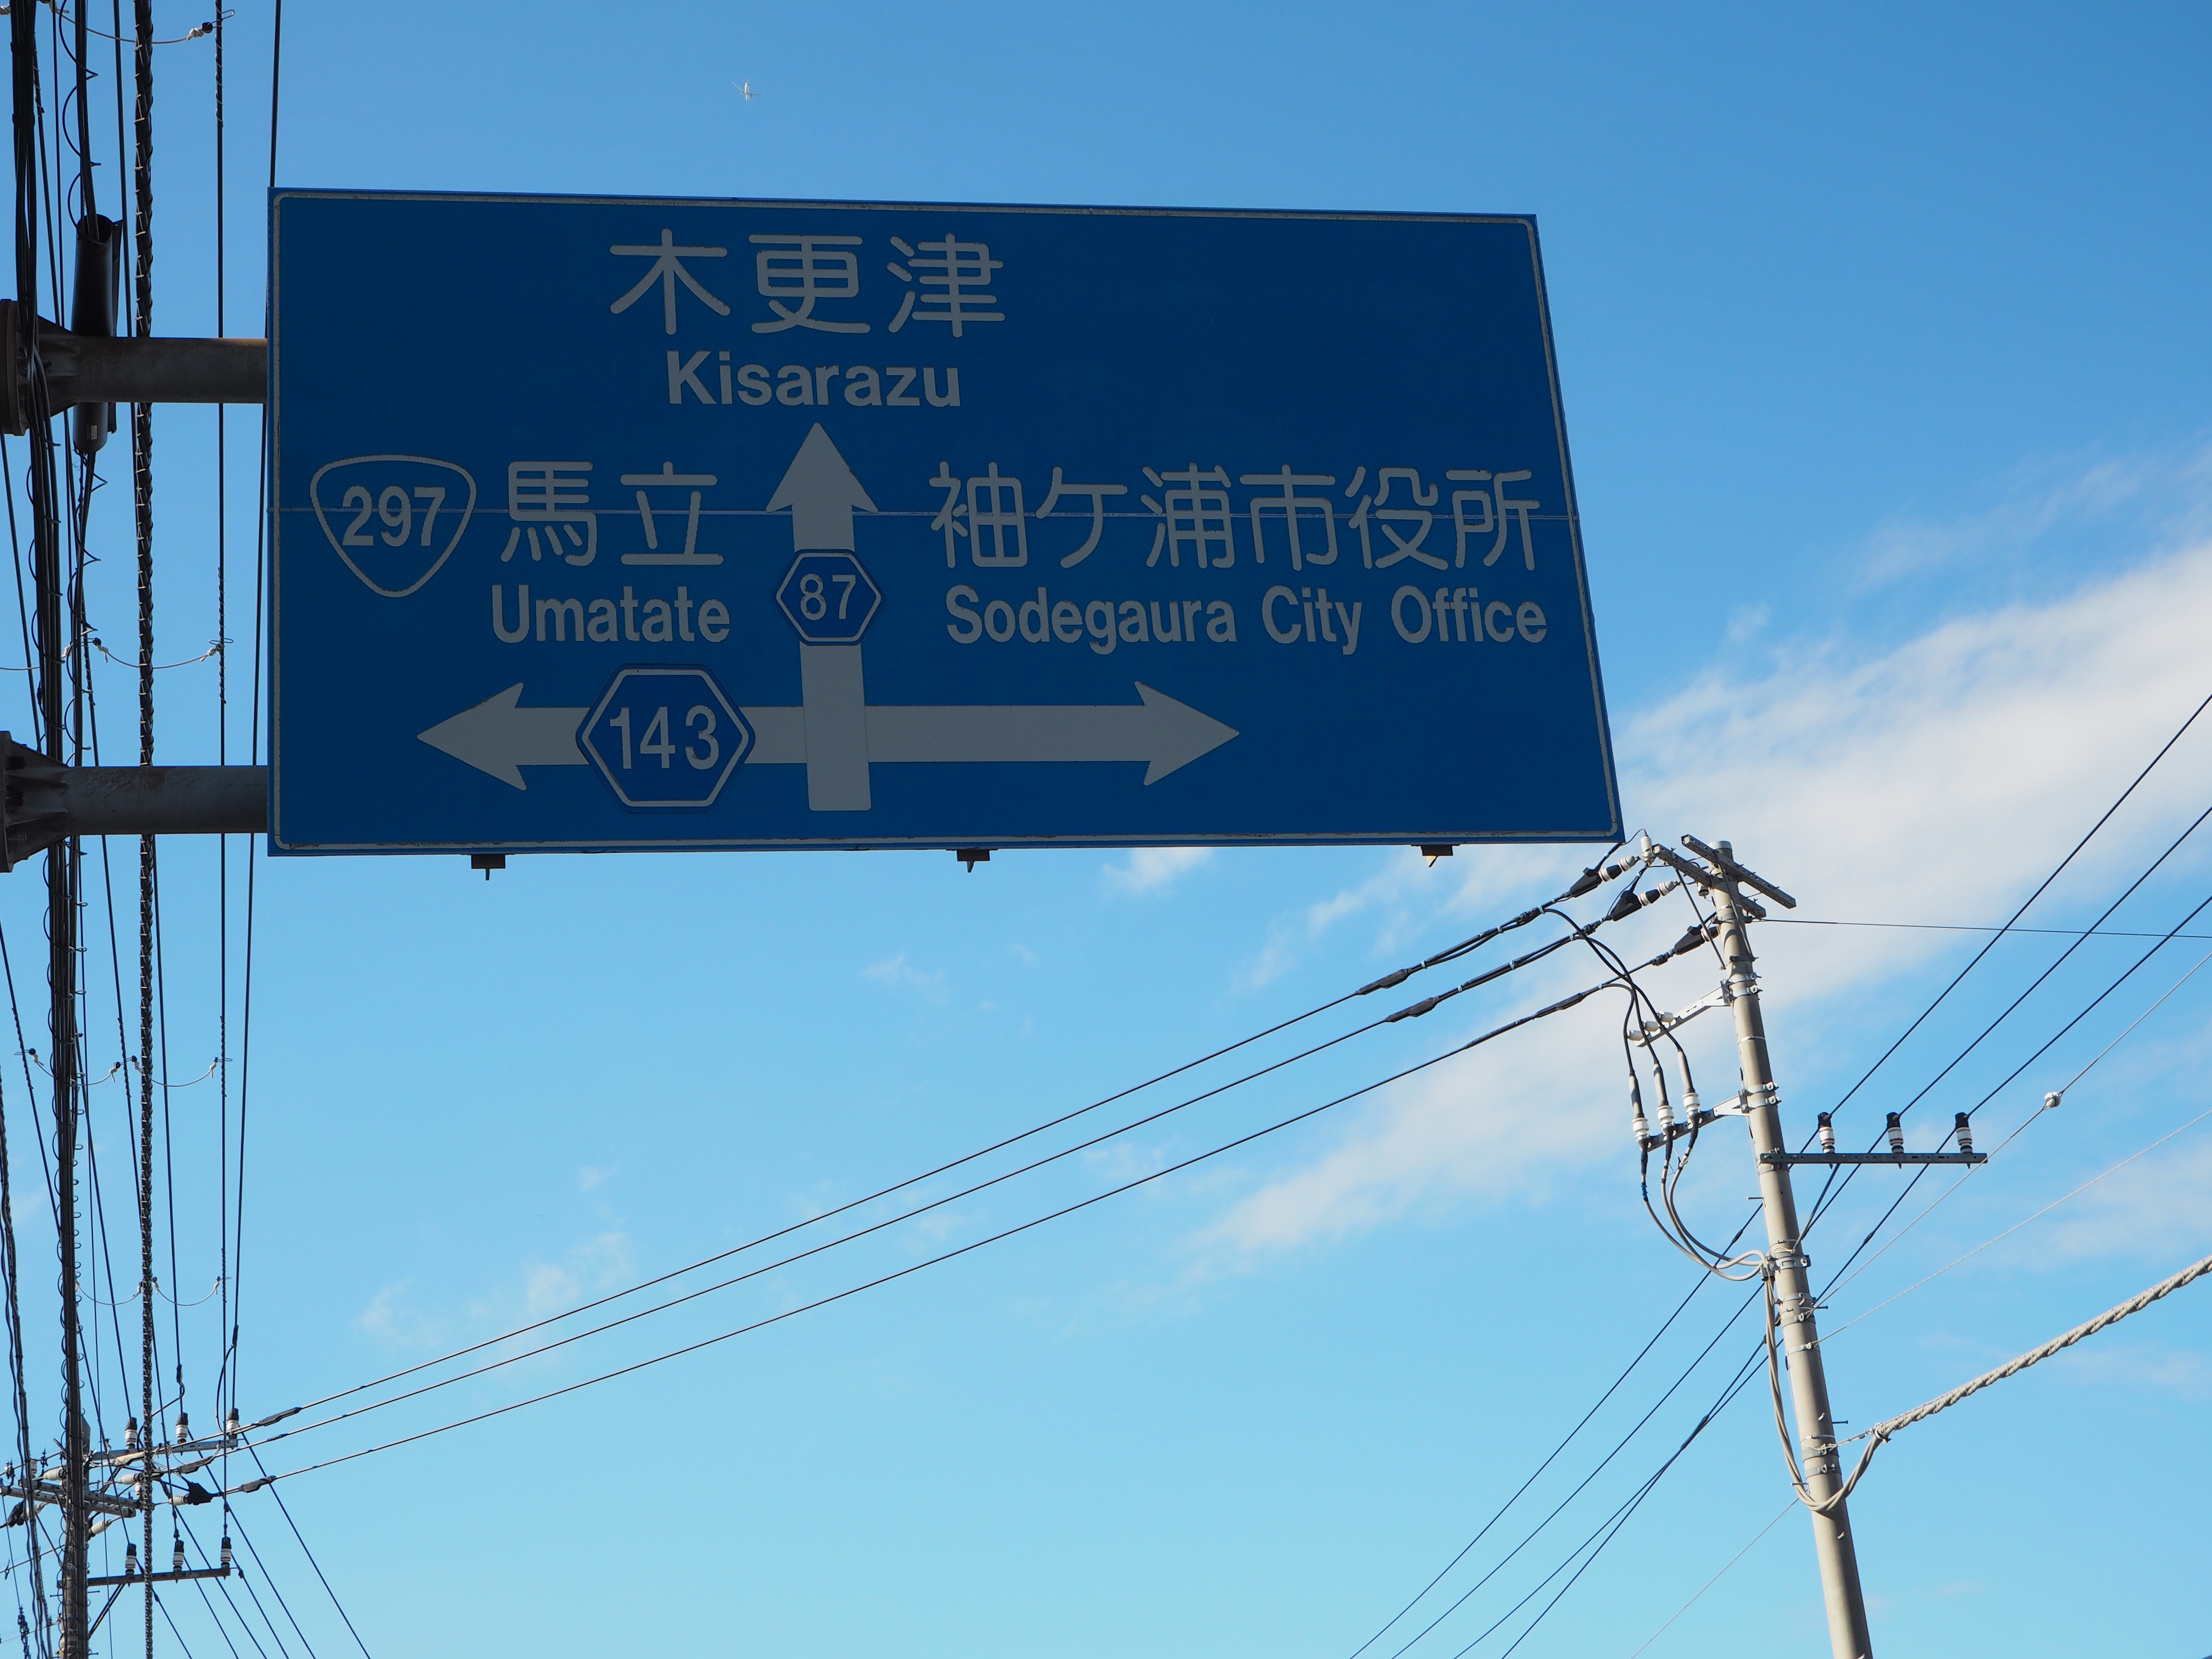 木更津
Kisarazu
297 馬立
Umatate
袖ケ浦市役所
Sodegaura City Office
87
143